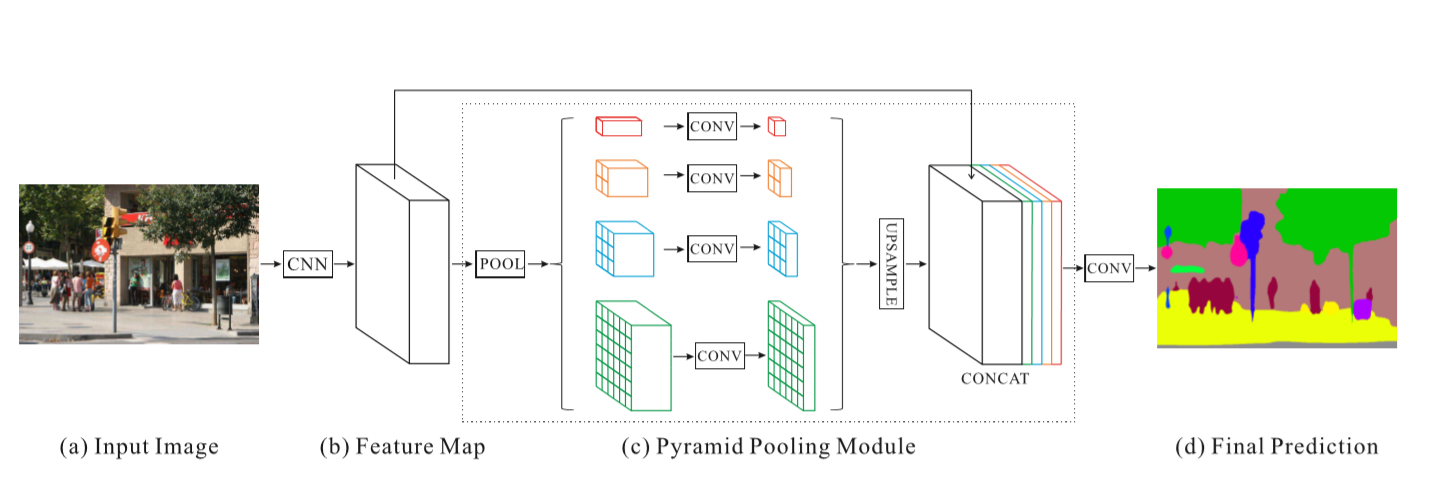 CNN
POOL
CONV
CONV
CONV
CONV
UPSAMPLE
CONCAT
CONV
(a) Input Image
(b) Feature Map
(c) Pyramid Pooling Module
(d) Final Prediction